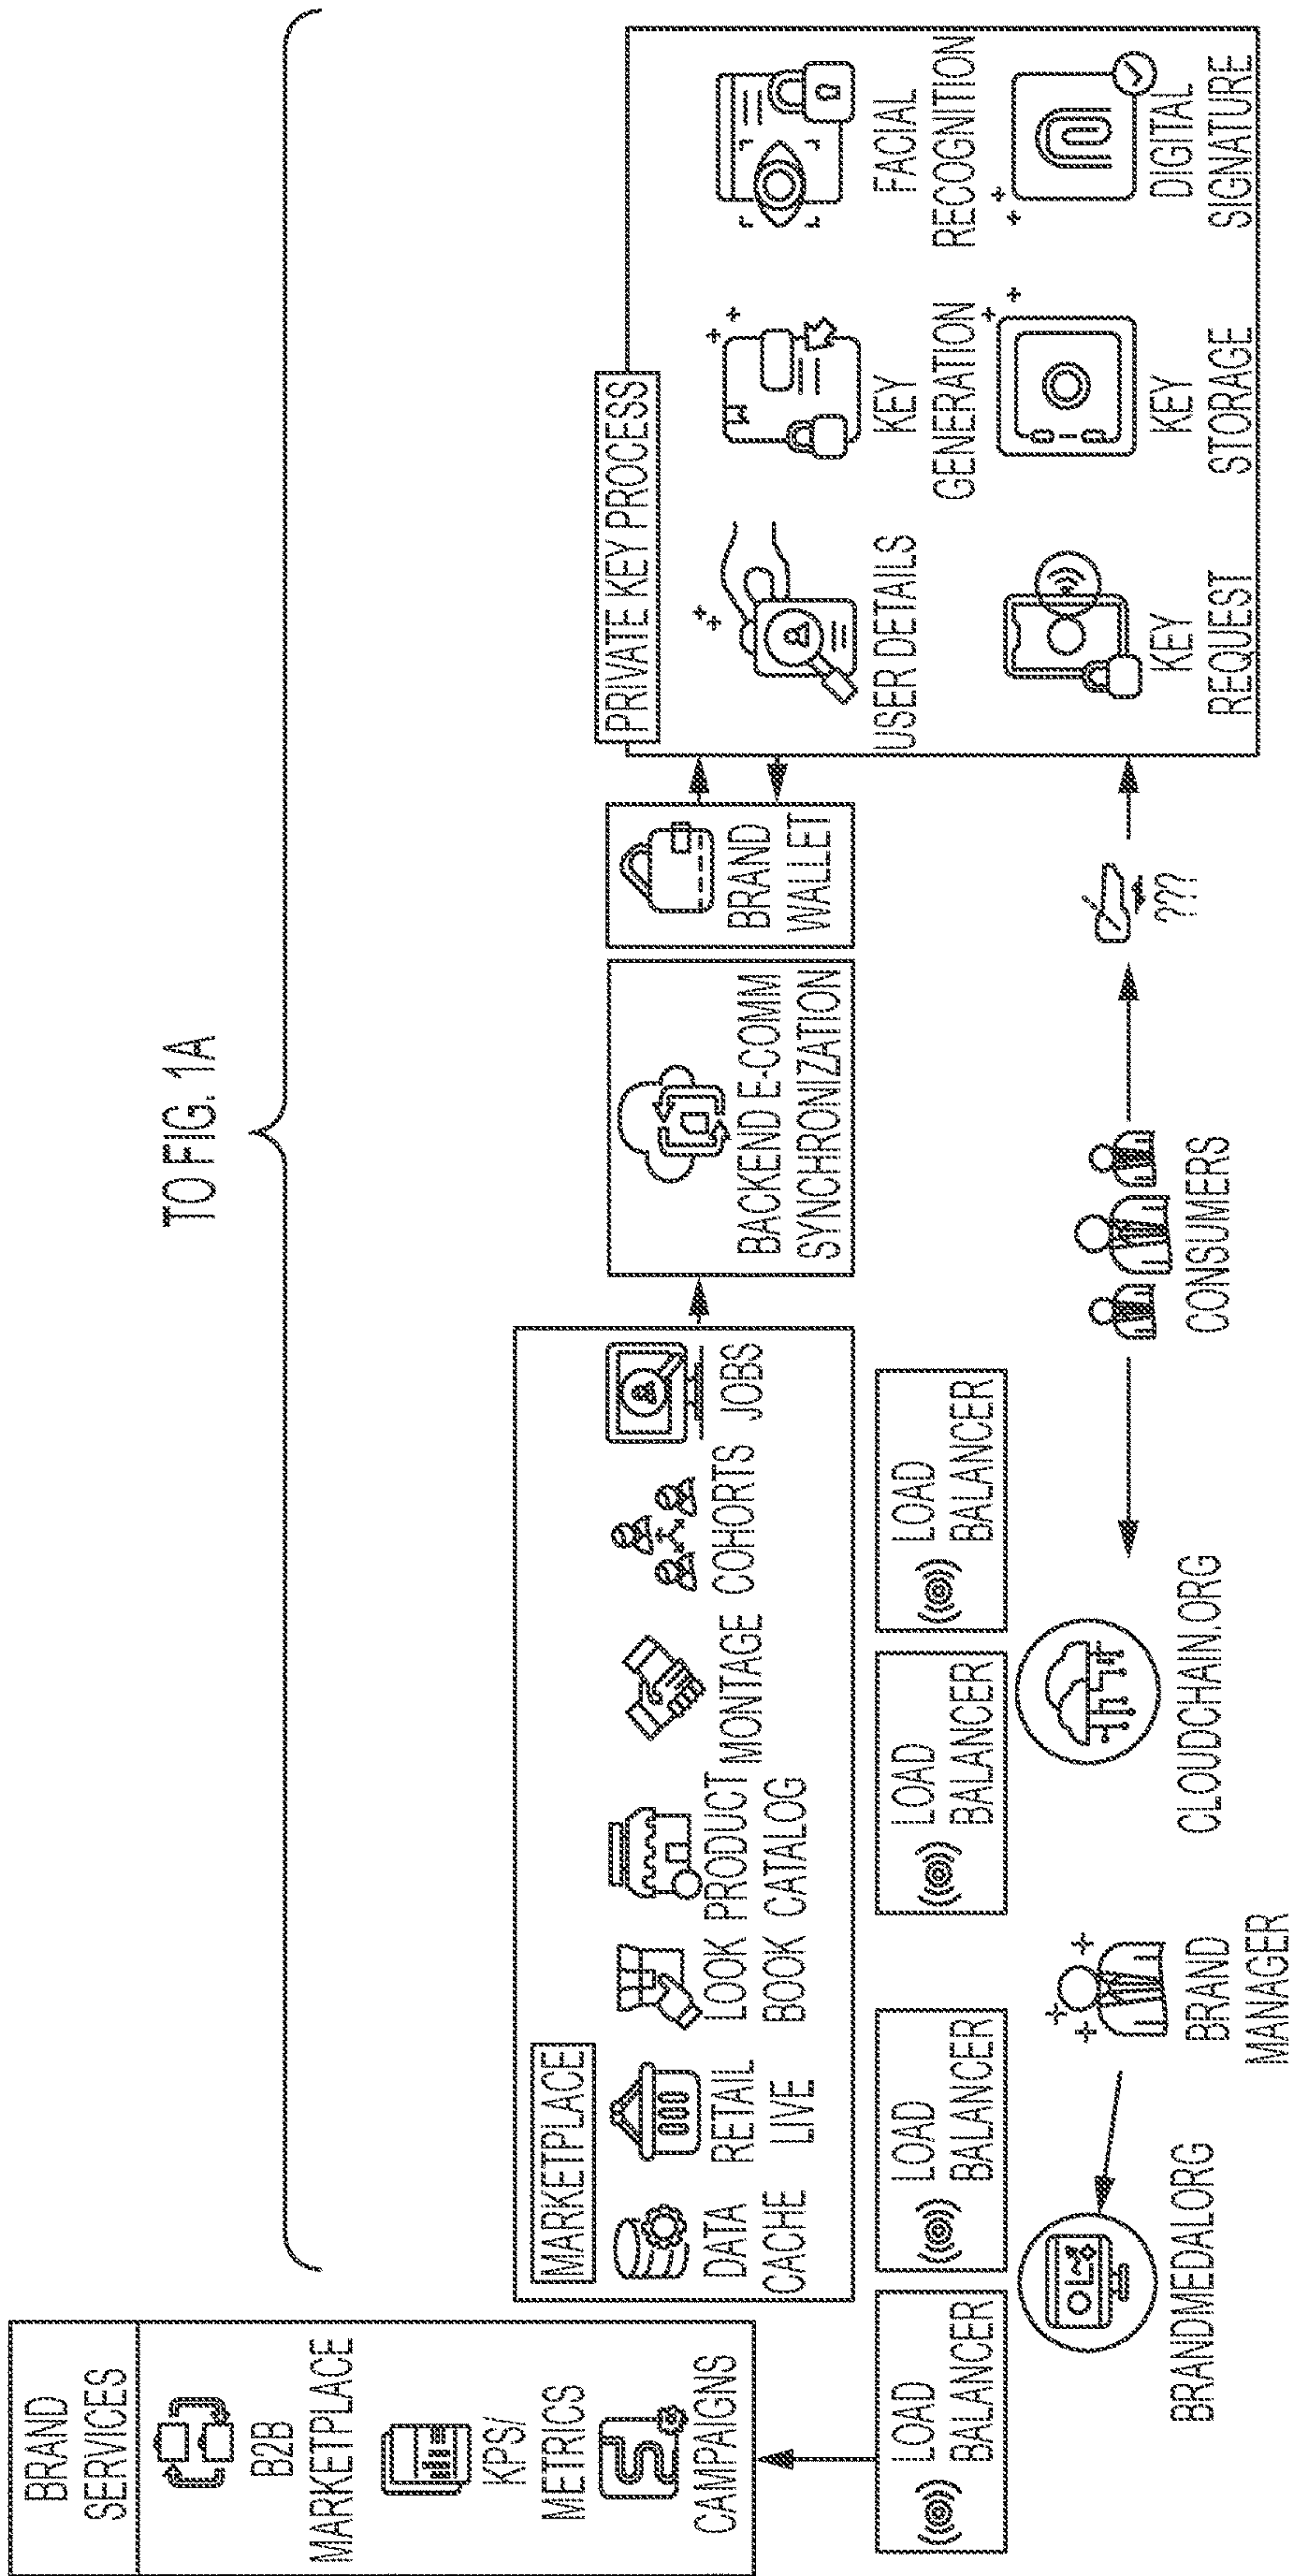 TO FIG. 1A
BRAND
SERVICES
B2B
MARKETPLACE
KPS/
METRICS
CAMPAIGNS
MARKETPLACE
DATA
CACHE
RETAIL
LIVE
LOOK
BOOK
PRODUCT
CATALOG
MONTAGE
COHORTS
JOBS
BACKEND E-COMM
SYNCHRONIZATION
BRAND
WALLET
PRIVATE KEY PROCESS
USER DETAILS
KEY
GENERATION
FACIAL
RECOGNITION
KEY
REQUEST
KEY
STORAGE
DIGITAL
SIGNATURE
LOAD
BALANCER
LOAD
BALANCER
LOAD
BALANCER
LOAD
BALANCER
BRANDMEDALORG
BRAND
MANAGER
CLOUDCHAIN.ORG
CONSUMERS
???